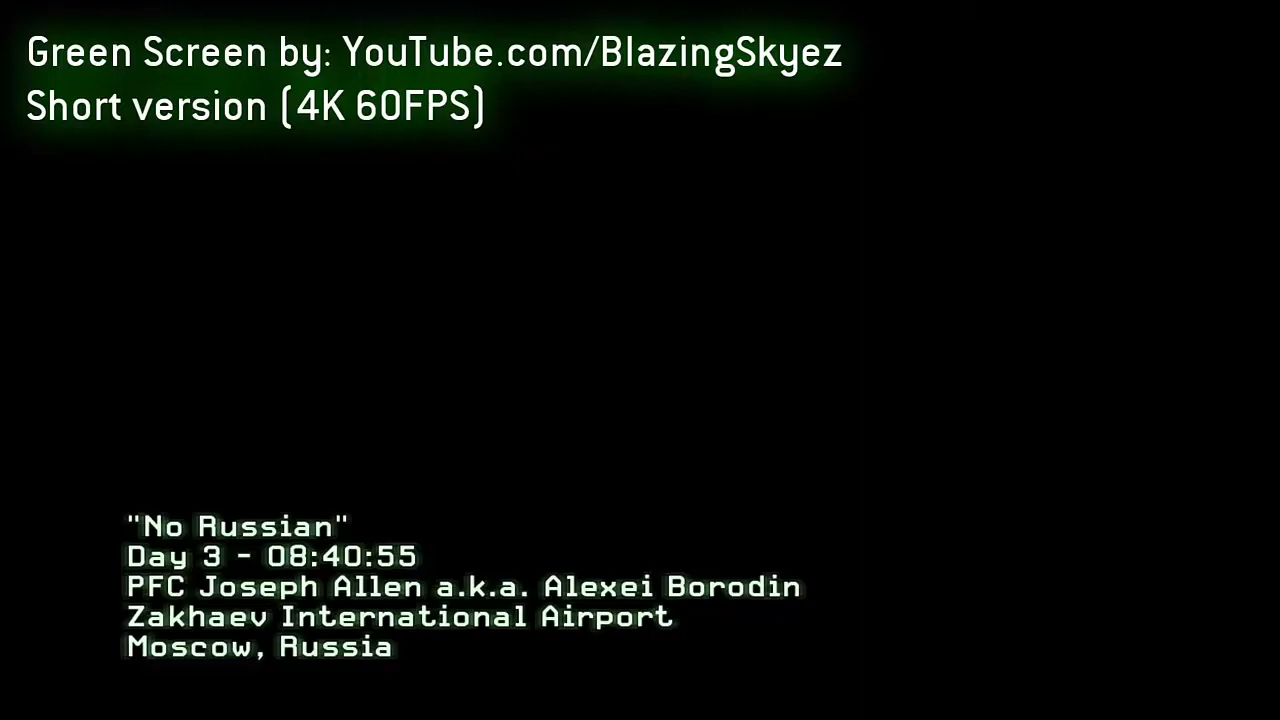 Green Screen by: YouTube.com/BlazingSkyez
Short version (4K 60FPS)
"No Russian"
Day 3 - 08:40:55
PFC Joseph Allen a.k.a. Alexei Borodin
Zakhaev International Airport
Moscow, Russia